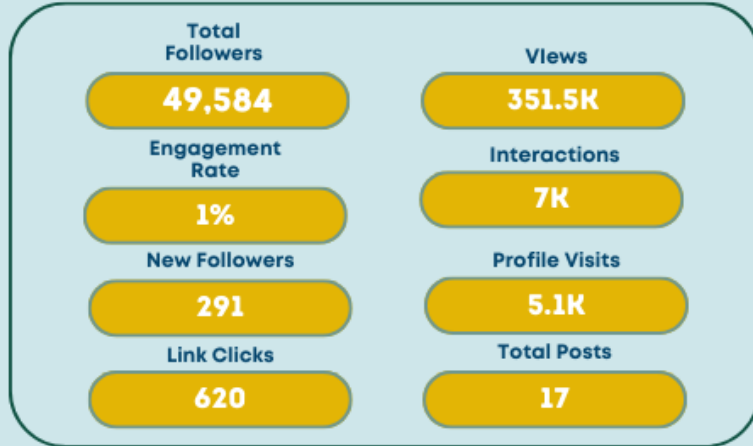 Total
Followers
49,584
VIews
351.5K
Engagement
Rate
1%
Interactions
7K
New Followers
291
Profile Visits
5.1K
Link Clicks
620
Total Posts
17